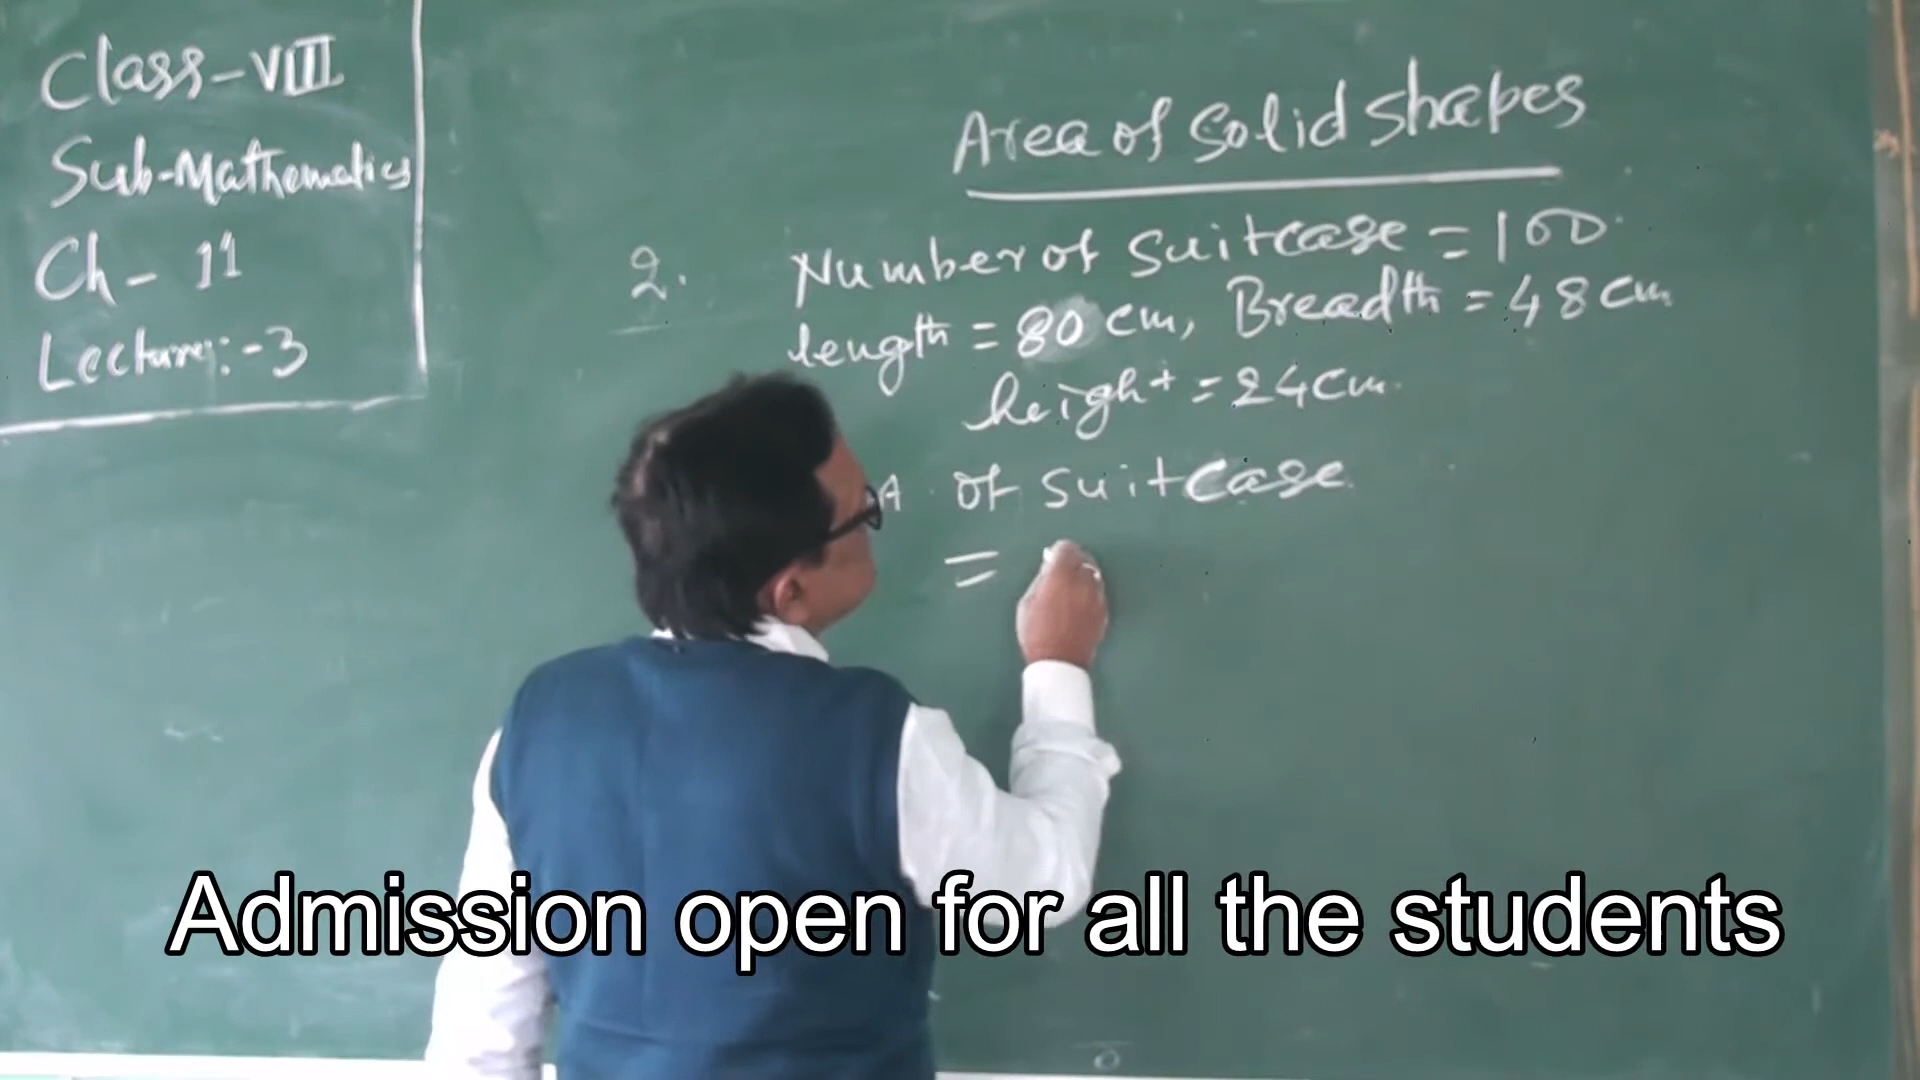 Class-VIII
Sub-Mathematics
Ch- 11
Lecture:-3
Area of Solid Shapes
2. Number of Suitcase = 100
length = 80 cm, Breadth = 48 cm
height = 24 cm
A of suitcase
=
Admission open for all the students